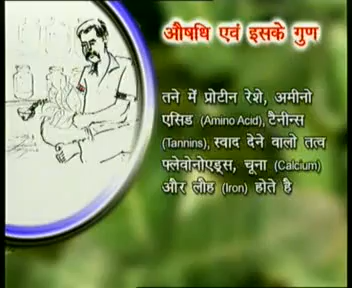 औषधि एवं इसके गुण
तने में प्रोटीन रेशे, अमीनो
एसिड (Amino Acid), टैनीन्स
(Tannins), स्वाद देने वालो तत्व
फ्लेवोनोएड्स, चूना (Calcium)
और लौह (Iron) होते है